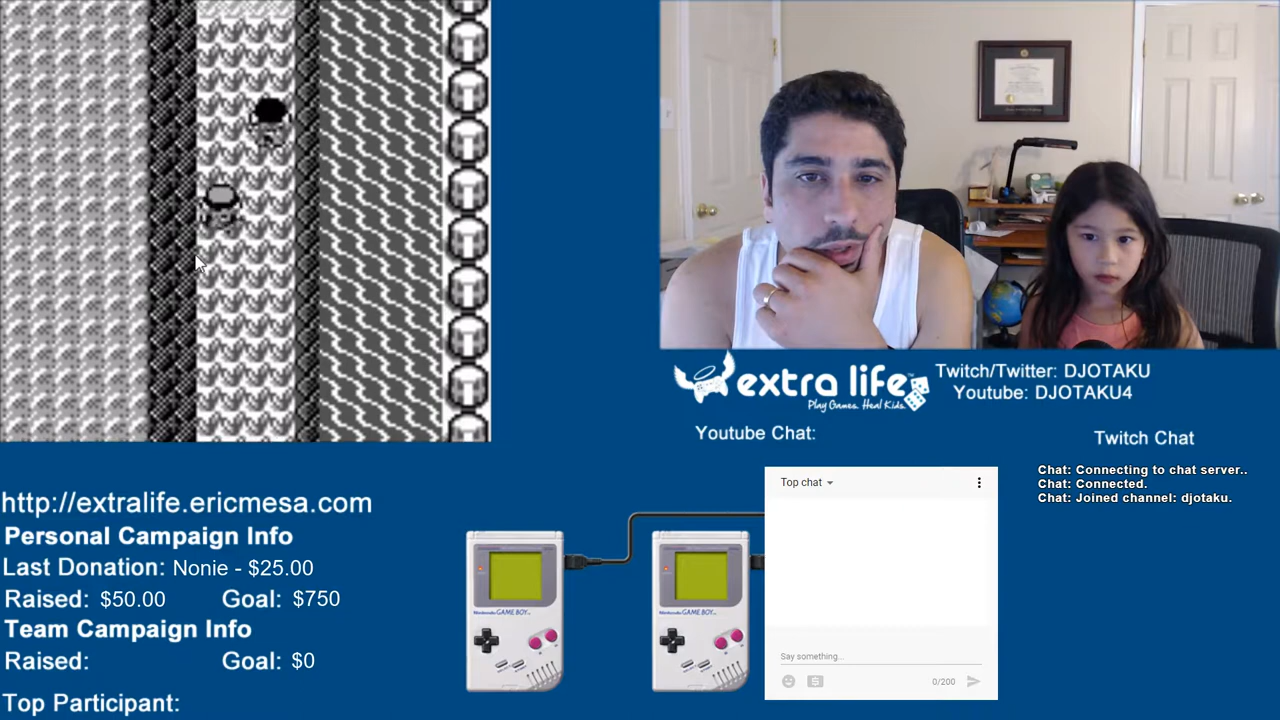 extra life
Play Games. Heal Kids.
Twitch/Twitter: DJOTAKU
Youtube: DJOTAKU4
Youtube Chat:
Twitch Chat
Chat: Connecting to chat server..
Chat: Connected.
Chat: Joined channel: djotaku.
Top chat
Say something...
0/200
http://extralife.ericmesa.com
Personal Campaign Info
Last Donation: Nonie - $25.00
Raised: $50.00 Goal: $750
Team Campaign Info
Raised: Goal: $0
Top Participant:
Nintendo GAME BOY
Nintendo GAME BOY